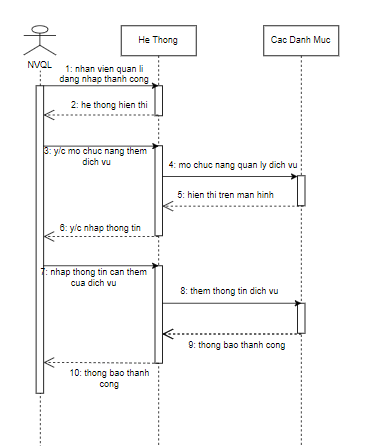 He Thong
Cac Danh Muc
NVQL
1: nhan vien quan li
dang nhap thanh cong
2: he thong hien thi
3: y/c mo chuc nang them
dich vu
4: mo chuc nang quan ly dich vu
5: hien thi tren man hinh
6: y/c nhap thong tin
7: nhap thong tin can them
cua dich vu
8: them thong tin dich vu
9: thong bao thanh cong
10: thong bao thanh
cong